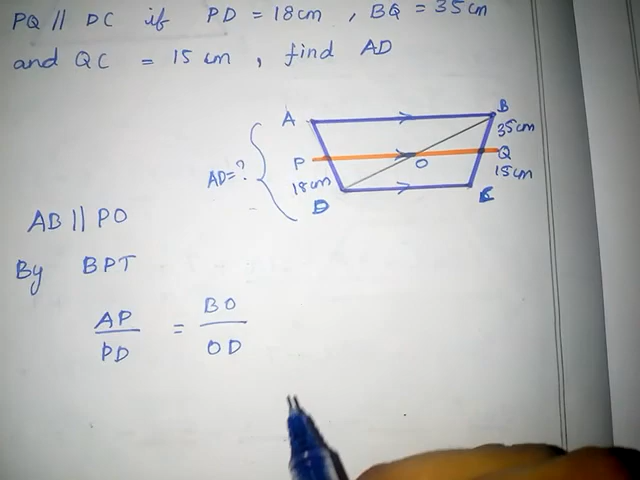 PQ // DC if PD = 18cm , BQ = 35cm
and QC = 15 cm , find AD
A
B
35cm
P
O
Q
AD=?
18cm
15cm
D
C
AB || PO
By BPT
AP/PD = BO/OD